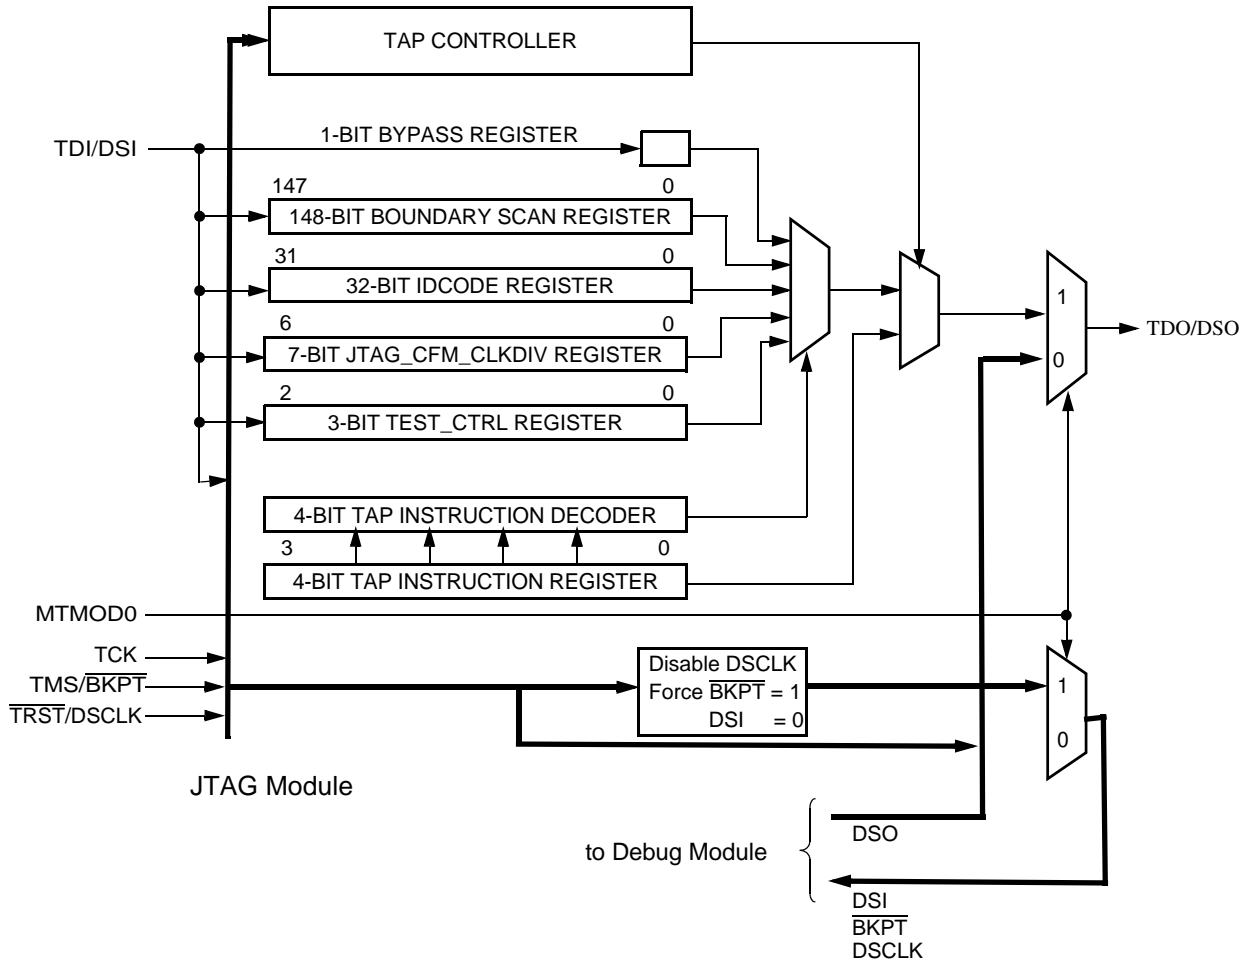 TAP CONTROLLER
1-BIT BYPASS REGISTER
TDI/DSI
147 0
148-BIT BOUNDARY SCAN REGISTER
31 0
32-BIT IDCODE REGISTER
6 0
7-BIT JTAG_CFM_CLKDIV REGISTER
2 0
3-BIT TEST_CTRL REGISTER
1
0
TDO/DSO
4-BIT TAP INSTRUCTION DECODER
3 0
4-BIT TAP INSTRUCTION REGISTER
MTMOD0
TCK
TMS/BKPT
TRST/DSCLK
Disable DSCLK
Force BKPT = 1
DSI = 0
1
0
JTAG Module
to Debug Module
DSO
DSI
BKPT
DSCLK